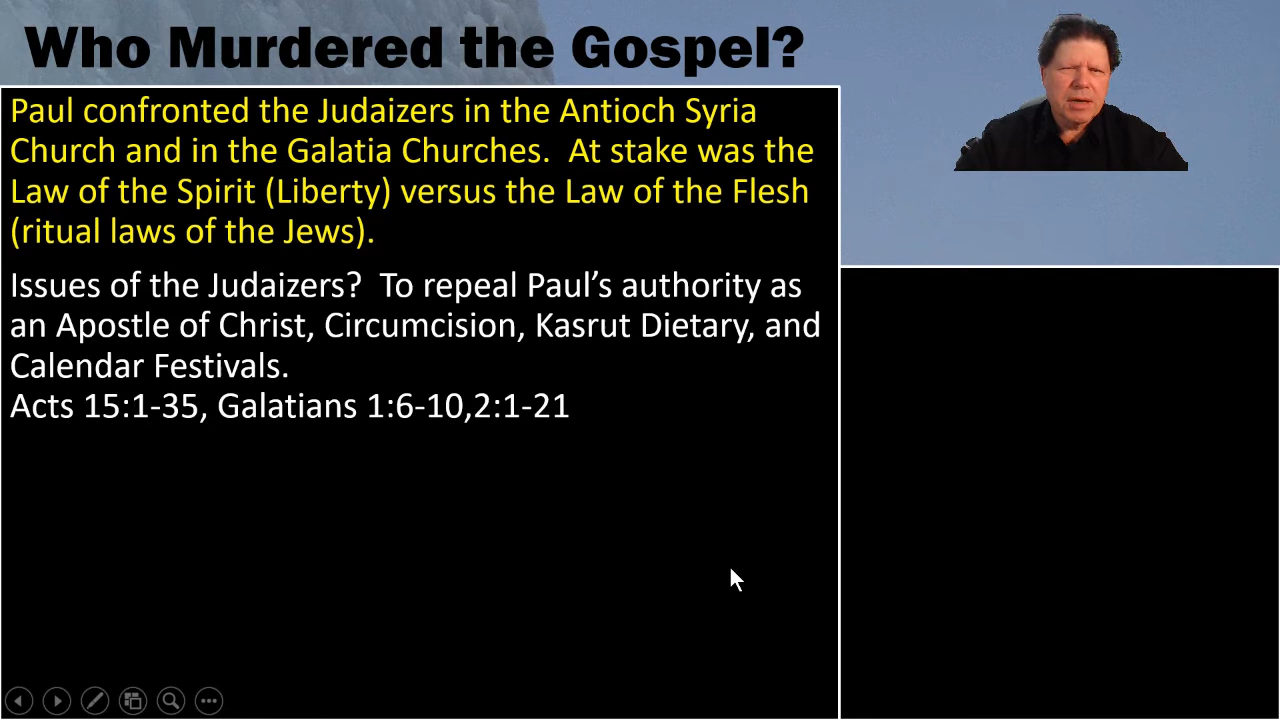 Who Murdered the Gospel?
Paul confronted the Judaizers in the Antioch Syria
Church and in the Galatia Churches.  At stake was the
Law of the Spirit (Liberty) versus the Law of the Flesh
(ritual laws of the Jews).
Issues of the Judaizers?  To repeal Paul’s authority as
an Apostle of Christ, Circumcision, Kasrut Dietary, and
Calendar Festivals.
Acts 15:1-35, Galatians 1:6-10,2:1-21